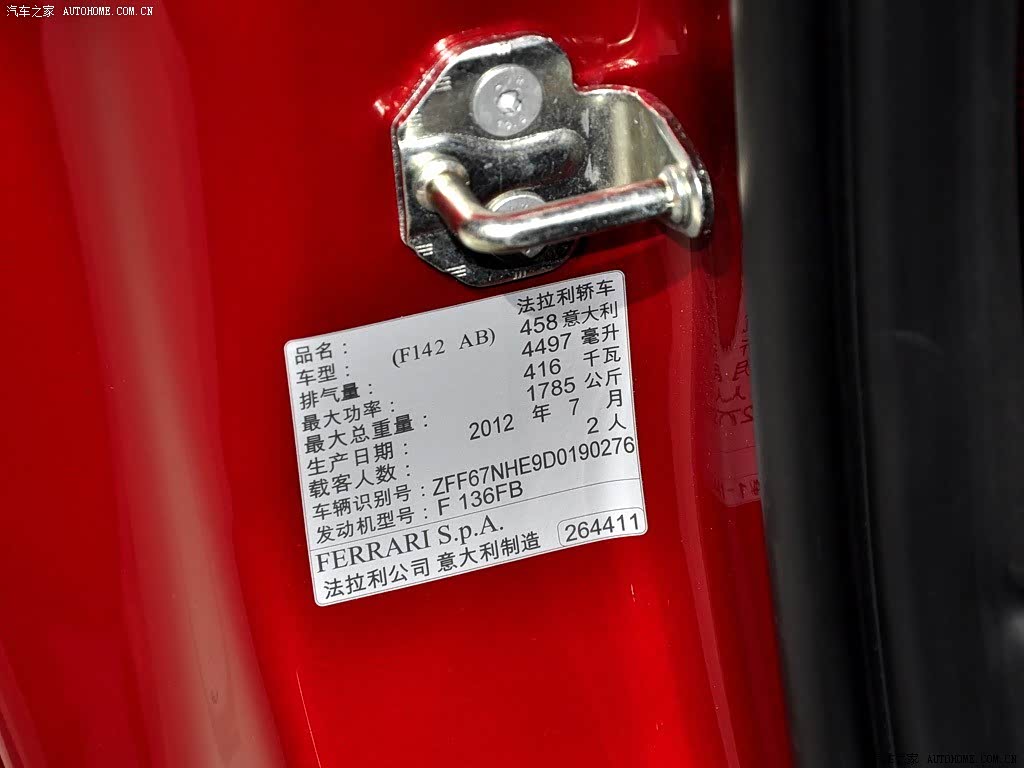 汽车之家 AUTOHOME.COM.CN
品名： 法拉利轿车
车型： (F142 AB) 458 意大利
排气量： 4497 毫升
最大功率： 416 千瓦
最大总重量： 1785 公斤
生产日期： 2012 年 7 月
载客人数： 2 人
车辆识别号：ZFF67NHE9D0190276
发动机型号：F 136FB
FERRARI S.p.A.
法拉利公司 意大利制造 264411
汽车之家 AUTOHOME.COM.CN